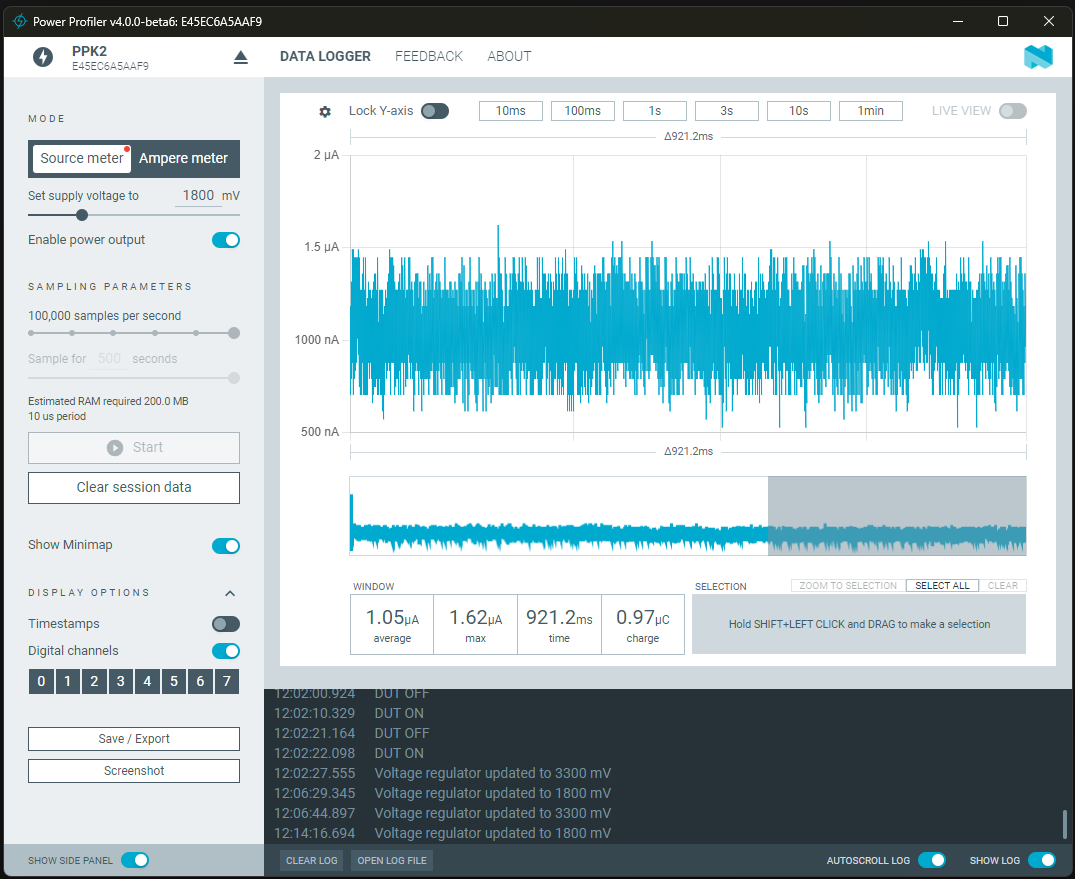 Power Profiler v4.0.0-beta6: E45EC6A5AAF9
PPK2
E45EC6A5AAF9
DATA LOGGER FEEDBACK ABOUT
MODE
Source meter Ampere meter
Set supply voltage to 1800 mV
Enable power output
SAMPLING PARAMETERS
100,000 samples per second
Sample for 500 seconds
Estimated RAM required 200.0 MB
10 us period
Start
Clear session data
Show Minimap
DISPLAY OPTIONS
Timestamps
Digital channels
0 1 2 3 4 5 6 7
Save / Export
Screenshot
SHOW SIDE PANEL
Lock Y-axis 10ms 100ms 1s 3s 10s 1min LIVE VIEW
Δ921.2ms
2 µA
1.5 µA
1000 nA
500 nA
Δ921.2ms
WINDOW
1.05µA 1.62µA 921.2ms 0.97µC
average max time charge
SELECTION ZOOM TO SELECTION SELECT ALL CLEAR
Hold SHIFT+LEFT CLICK and DRAG to make a selection
12:02:00.924 DUT OFF
12:02:10.329 DUT ON
12:02:21.164 DUT OFF
12:02:22.098 DUT ON
12:02:27.555 Voltage regulator updated to 3300 mV
12:06:29.345 Voltage regulator updated to 1800 mV
12:06:44.897 Voltage regulator updated to 3300 mV
12:14:16.694 Voltage regulator updated to 1800 mV
CLEAR LOG OPEN LOG FILE AUTOSCROLL LOG SHOW LOG